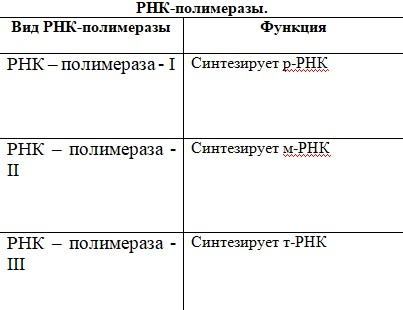 РНК-полимеразы.
Вид РНК-полимеразы Функция
РНК – полимераза - I Синтезирует р-РНК
РНК – полимераза - Синтезирует м-РНК
II
РНК – полимераза - Синтезирует т-РНК
III